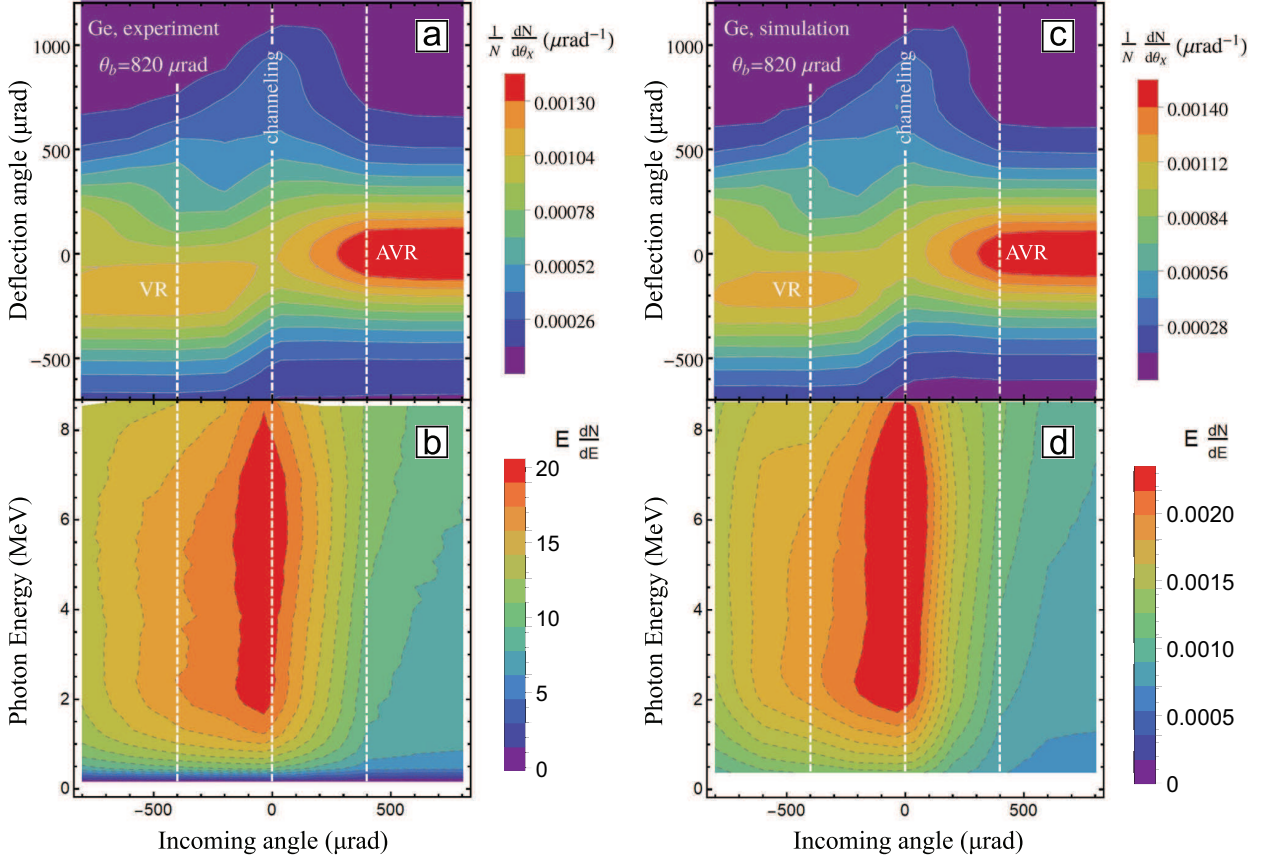 Ge, experiment
θb=820 μrad
a
channeling
VR
AVR
1000
500
0
−500
Deflection angle (μrad)
1/N dN/dθX (μrad−1)
0.00130
0.00104
0.00078
0.00052
0.00026
Ge, simulation
θb=820 μrad
c
channeling
VR
AVR
1000
500
0
−500
Deflection angle (μrad)
1/N dN/dθX (μrad−1)
0.00140
0.00112
0.00084
0.00056
0.00028
b
8
6
4
2
0
Photon Energy (MeV)
−500
0
500
Incoming angle (μrad)
E dN/dE
20
15
10
5
0
d
8
6
4
2
0
Photon Energy (MeV)
−500
0
500
Incoming angle (μrad)
E dN/dE
0.0020
0.0015
0.0010
0.0005
0